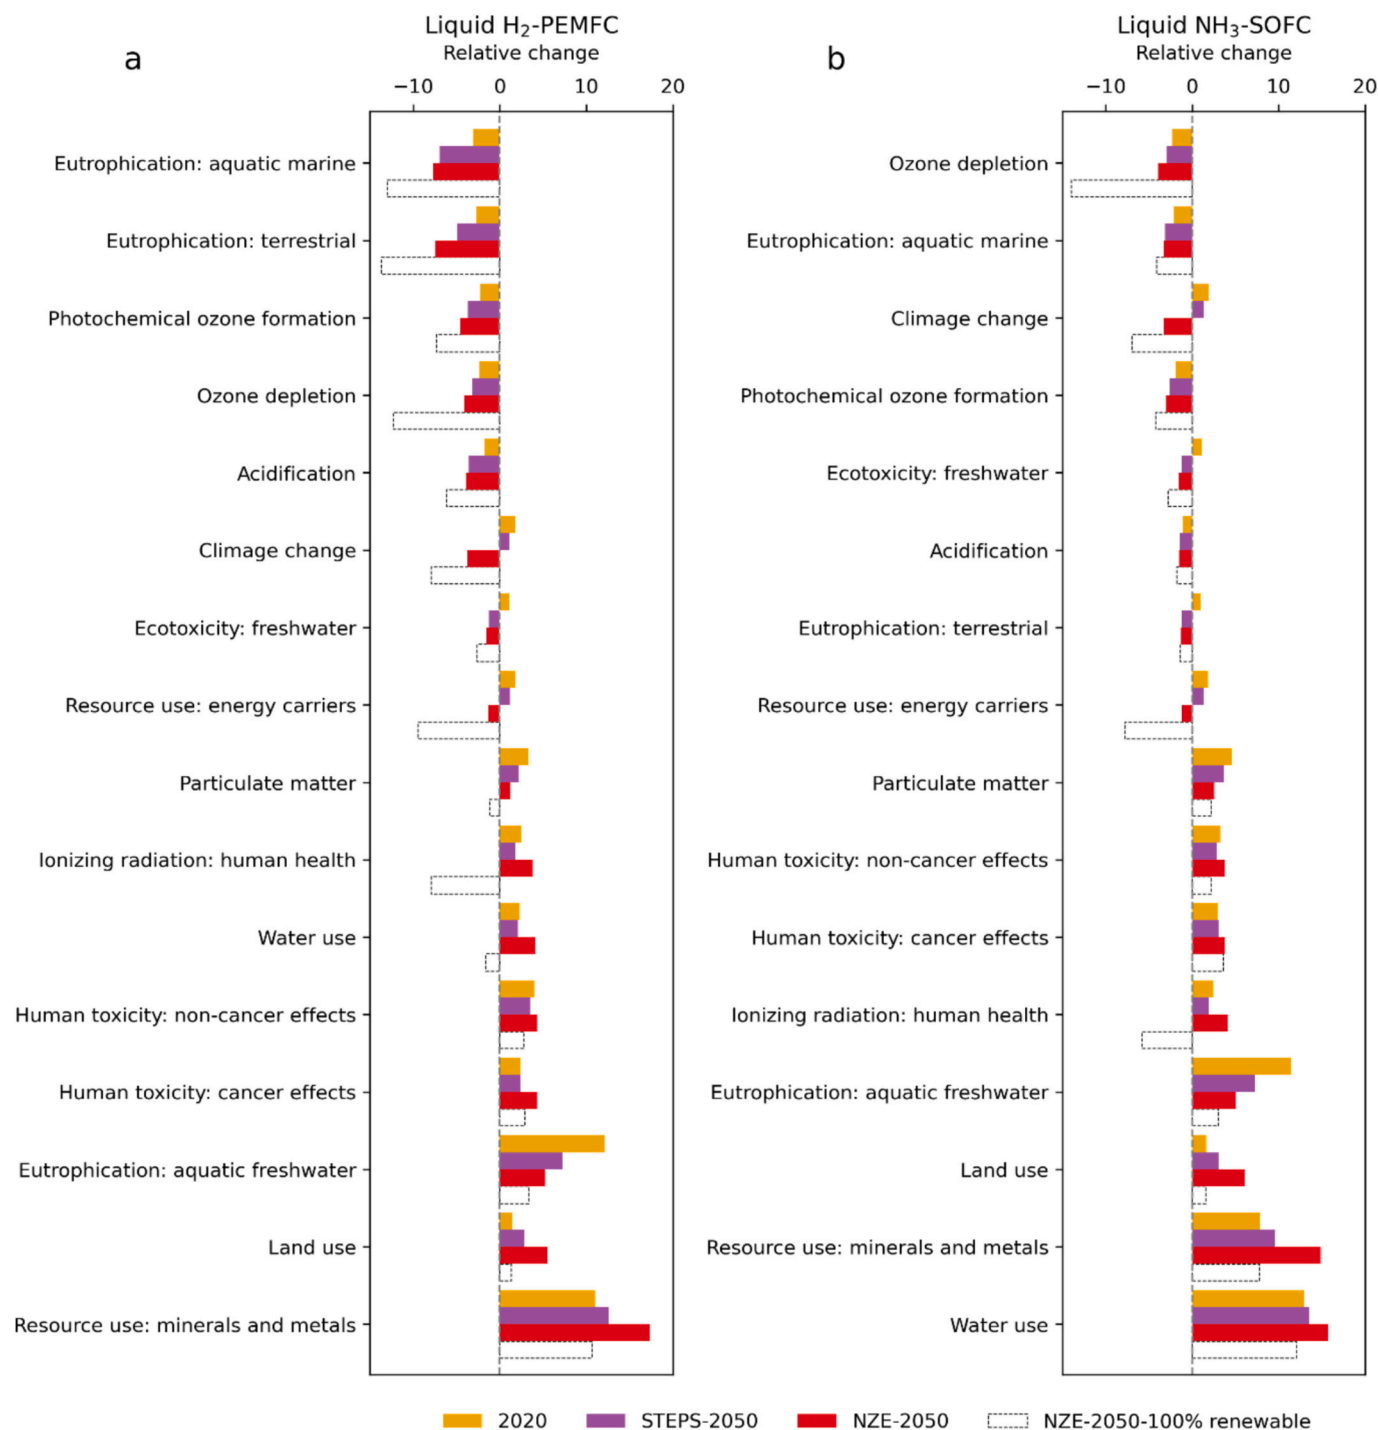 a
Liquid H₂-PEMFC
Relative change
−10 0 10 20
Eutrophication: aquatic marine
Eutrophication: terrestrial
Photochemical ozone formation
Ozone depletion
Acidification
Climage change
Ecotoxicity: freshwater
Resource use: energy carriers
Particulate matter
Ionizing radiation: human health
Water use
Human toxicity: non-cancer effects
Human toxicity: cancer effects
Eutrophication: aquatic freshwater
Land use
Resource use: minerals and metals
b
Liquid NH₃-SOFC
Relative change
−10 0 10 20
Ozone depletion
Eutrophication: aquatic marine
Climage change
Photochemical ozone formation
Ecotoxicity: freshwater
Acidification
Eutrophication: terrestrial
Resource use: energy carriers
Particulate matter
Human toxicity: non-cancer effects
Human toxicity: cancer effects
Ionizing radiation: human health
Eutrophication: aquatic freshwater
Land use
Resource use: minerals and metals
Water use
2020 STEPS-2050 NZE-2050 NZE-2050-100% renewable